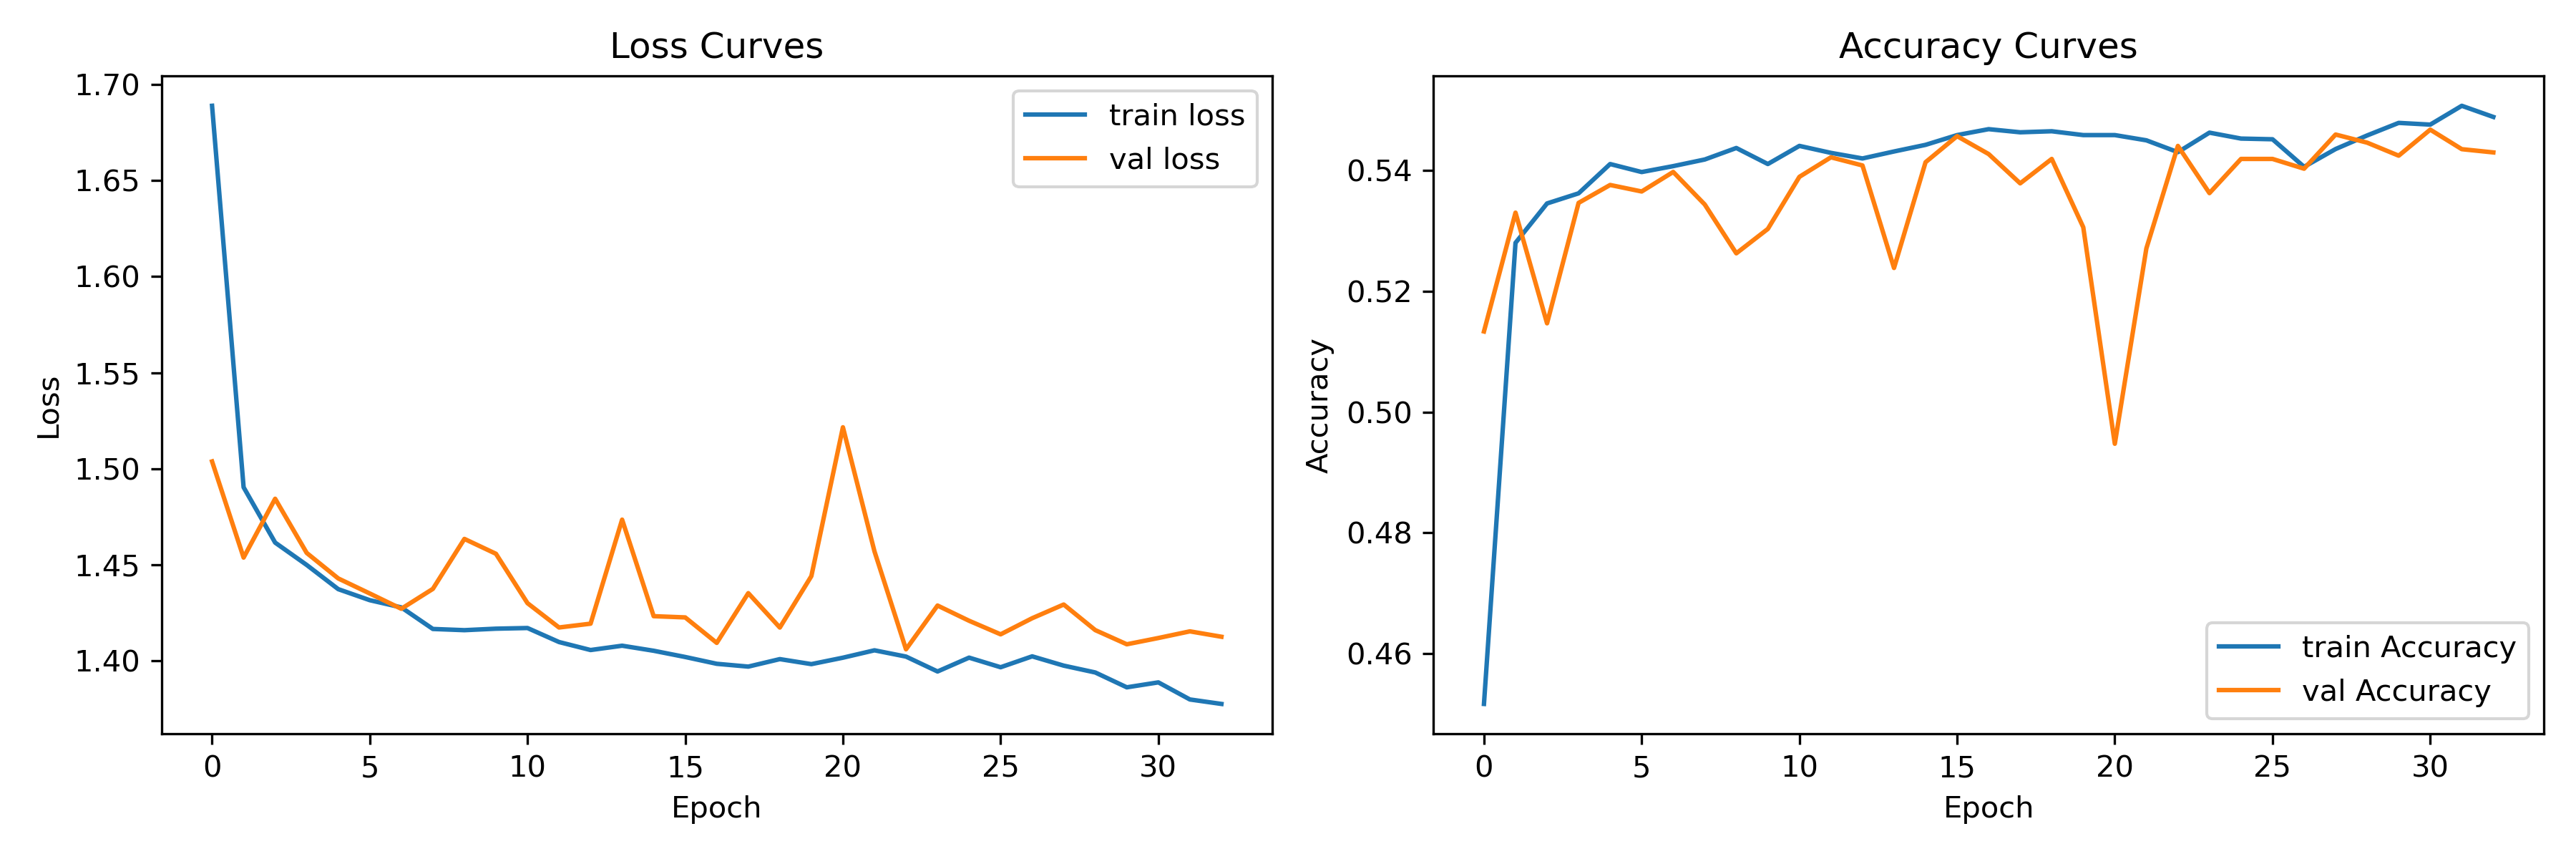 Loss Curves
Loss
1.70
1.65
1.60
1.55
1.50
1.45
1.40
train loss
val loss
0 5 10 15 20 25 30
Epoch
Accuracy Curves
Accuracy
0.54
0.52
0.50
0.48
0.46
train Accuracy
val Accuracy
0 5 10 15 20 25 30
Epoch